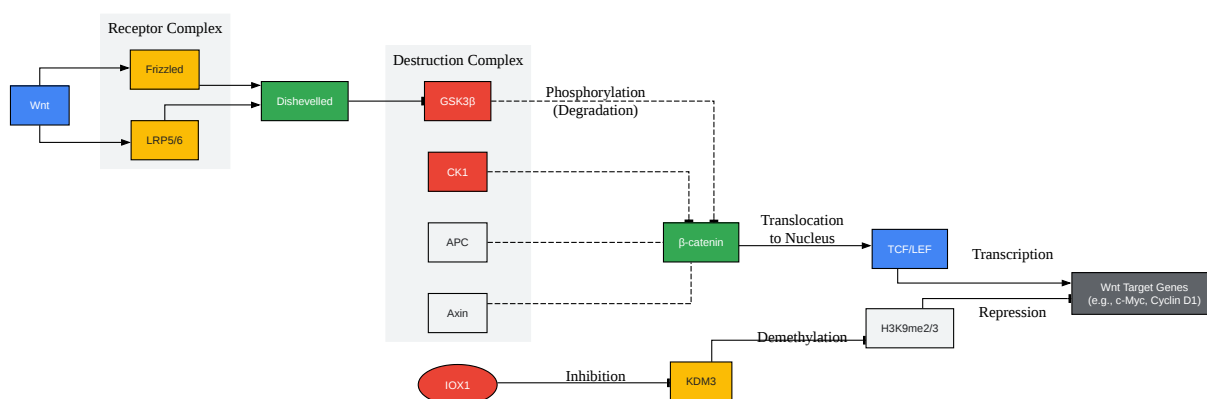 Receptor Complex
Frizzled
Wnt
LRP5/6
Dishevelled
Destruction Complex
GSK3β
CK1
APC
Axin
Phosphorylation
(Degradation)
β-catenin
Translocation
to Nucleus
TCF/LEF
Transcription
Wnt Target Genes
(e.g., c-Myc, Cyclin D1)
Repression
H3K9me2/3
Demethylation
KDM3
Inhibition
IOX1